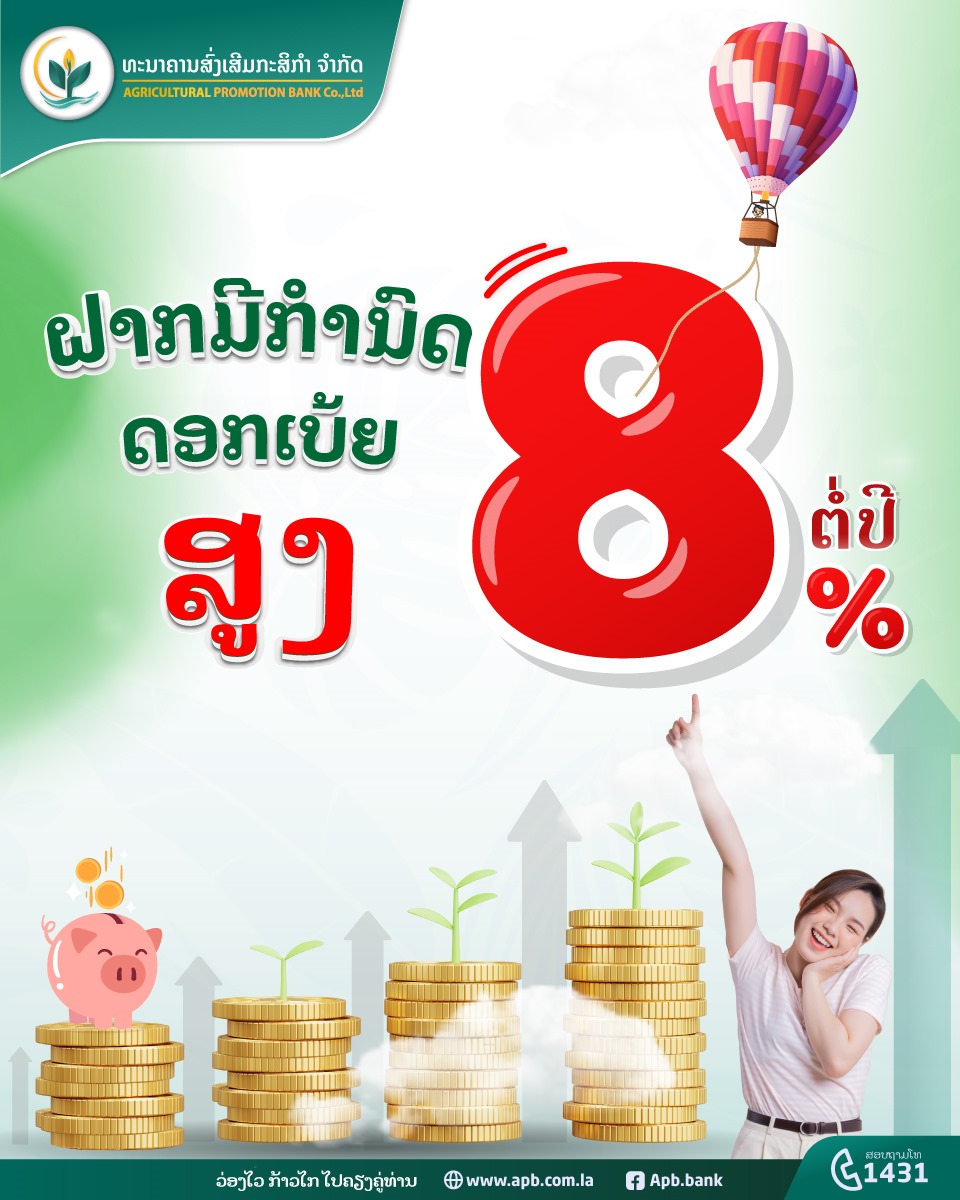 ທະນາຄານສົ່ງເສີມກະສິກຳ ຈຳກັດ
AGRICULTURAL PROMOTION BANK Co.,Ltd
ຝາກມີກຳນົດ
ດອກເບ້ຍ
ສູງ
8
ຕໍ່ປີ
%
ວ່ອງໄວ ກ້າວໄກ ໄປຄຽງຄູ່ທ່ານ
www.apb.com.la
Apb.bank
ສອບຖາມໂທ
1431